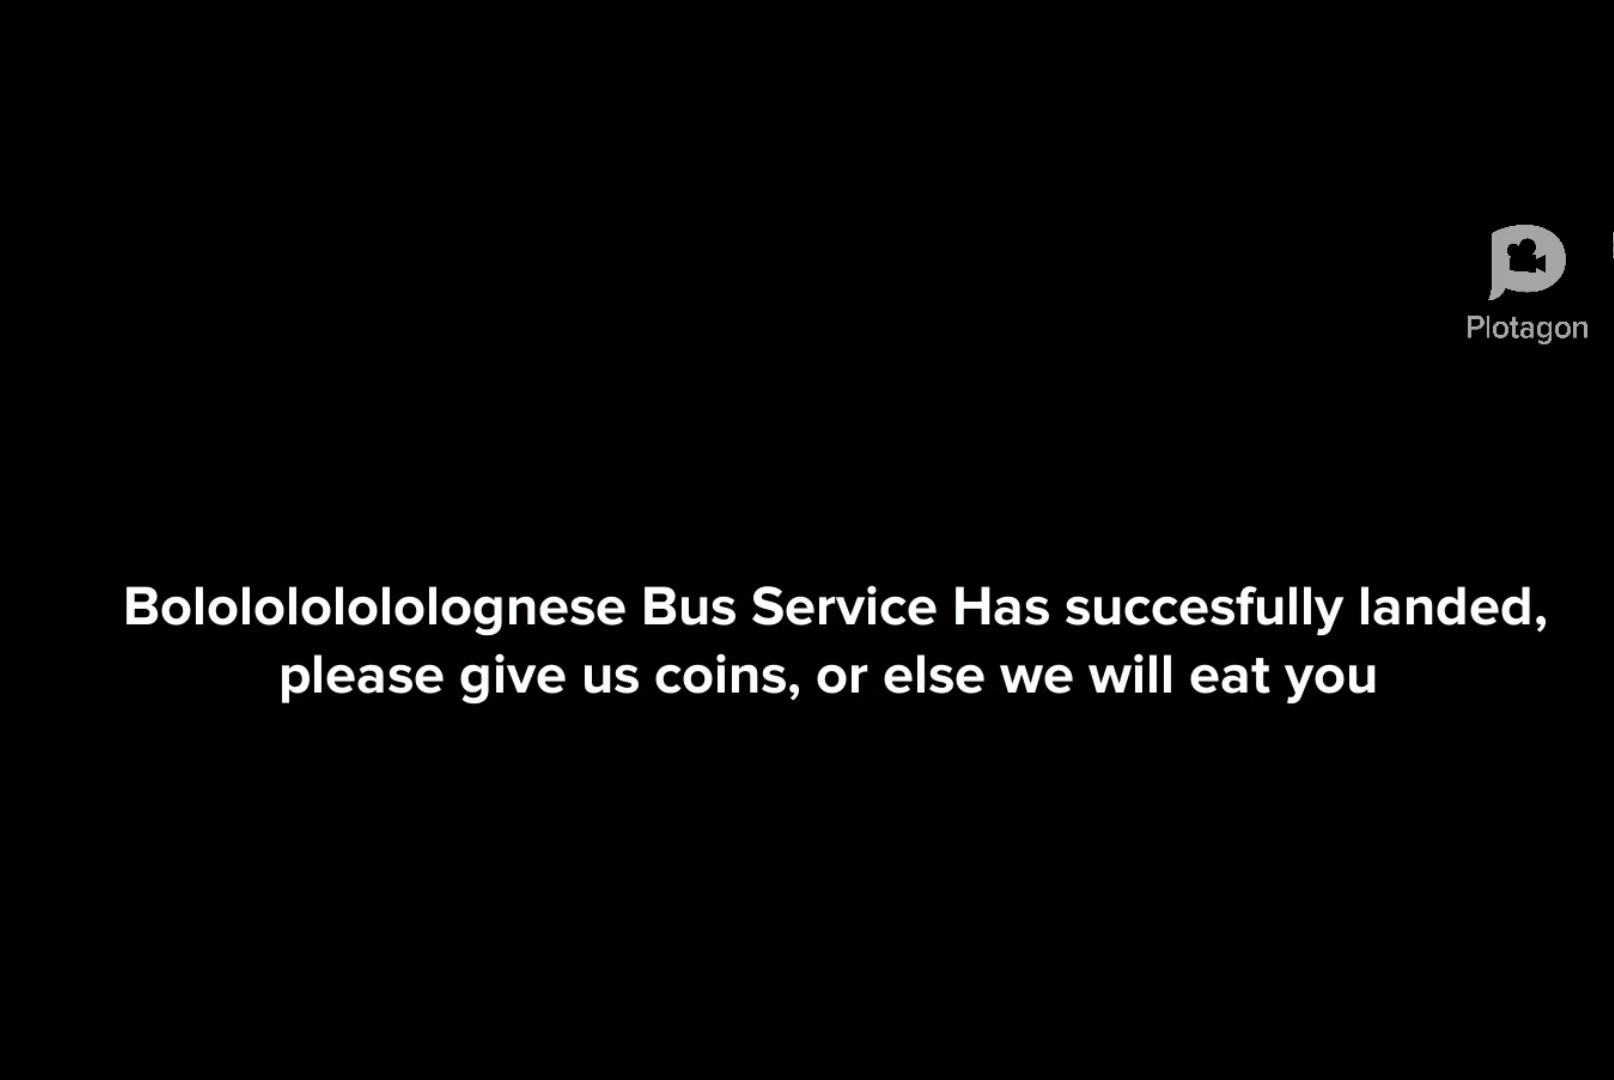 Plotagon
Bololololololognese Bus Service Has succesfully landed,
please give us coins, or else we will eat you